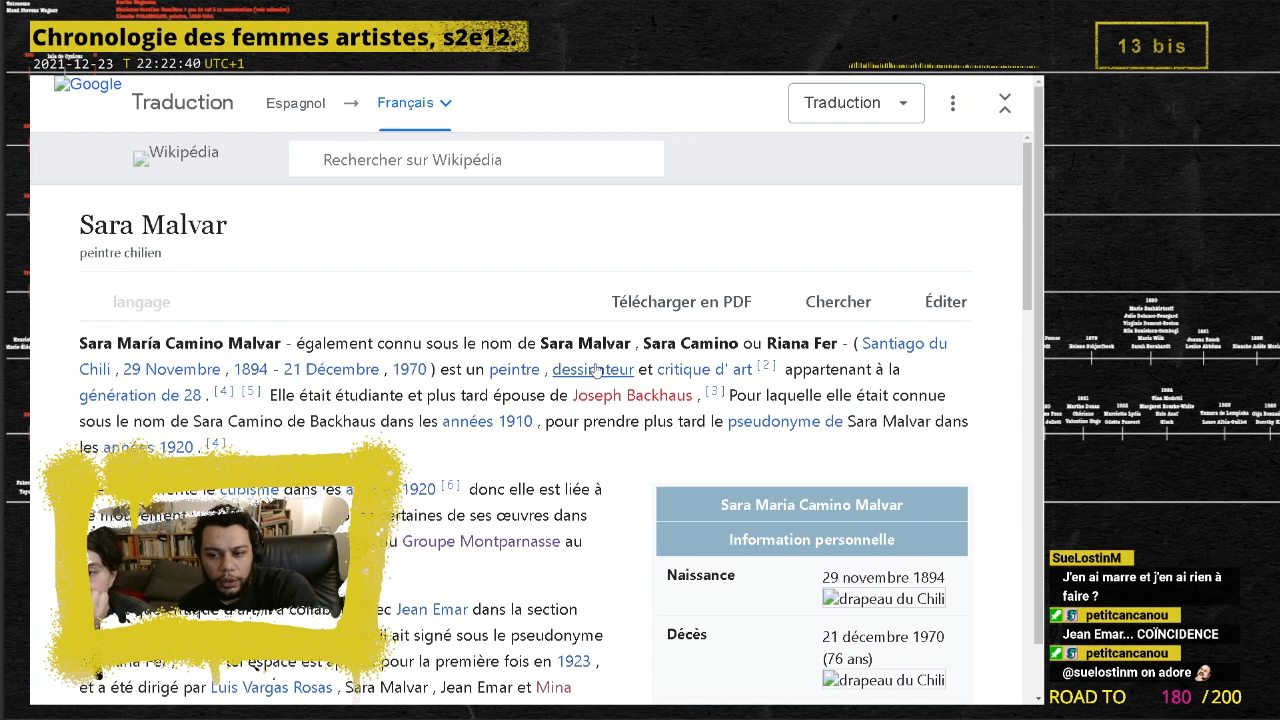 Chronologie des femmes artistes, s2e12.
2021-12-23 T 22:22:40 UTC+1
13 bis
Google
Traduction
Espagnol → Français
Traduction
Wikipédia
Rechercher sur Wikipédia
Sara Malvar
peintre chilien
langage
Télécharger en PDF
Chercher
Éditer
Sara María Camino Malvar - également connu sous le nom de Sara Malvar , Sara Camino ou Riana Fer - ( Santiago du
Chili , 29 Novembre , 1894 - 21 Décembre , 1970 ) est un peintre , dessinateur et critique d' art [2] appartenant à la
génération de 28 . [4] [5] Elle était étudiante et plus tard épouse de Joseph Backhaus , [3] Pour laquelle elle était connue
sous le nom de Sara Camino de Backhaus dans les années 1910 , pour prendre plus tard le pseudonyme de Sara Malvar dans
les années 1920 . [4]
le cubisme dans les 1920 [6] donc elle est liée à
certaines de ses œuvres dans
Groupe Montparnasse au
Jean Emar dans la section
signé sous le pseudonyme
espace est pour la première fois en 1923 ,
et a été dirigé par Luis Vargas Rosas , Sara Malvar , Jean Emar et Mina
Sara Maria Camino Malvar
Information personnelle
Naissance
29 novembre 1894
drapeau du Chili
Décès
21 décembre 1970
(76 ans)
drapeau du Chili
SueLostinM
J'en ai marre et j'en ai rien à
faire ?
petitcancanou
Jean Emar... COÏNCIDENCE
petitcancanou
@suelostinm on adore
ROAD TO 180 /200